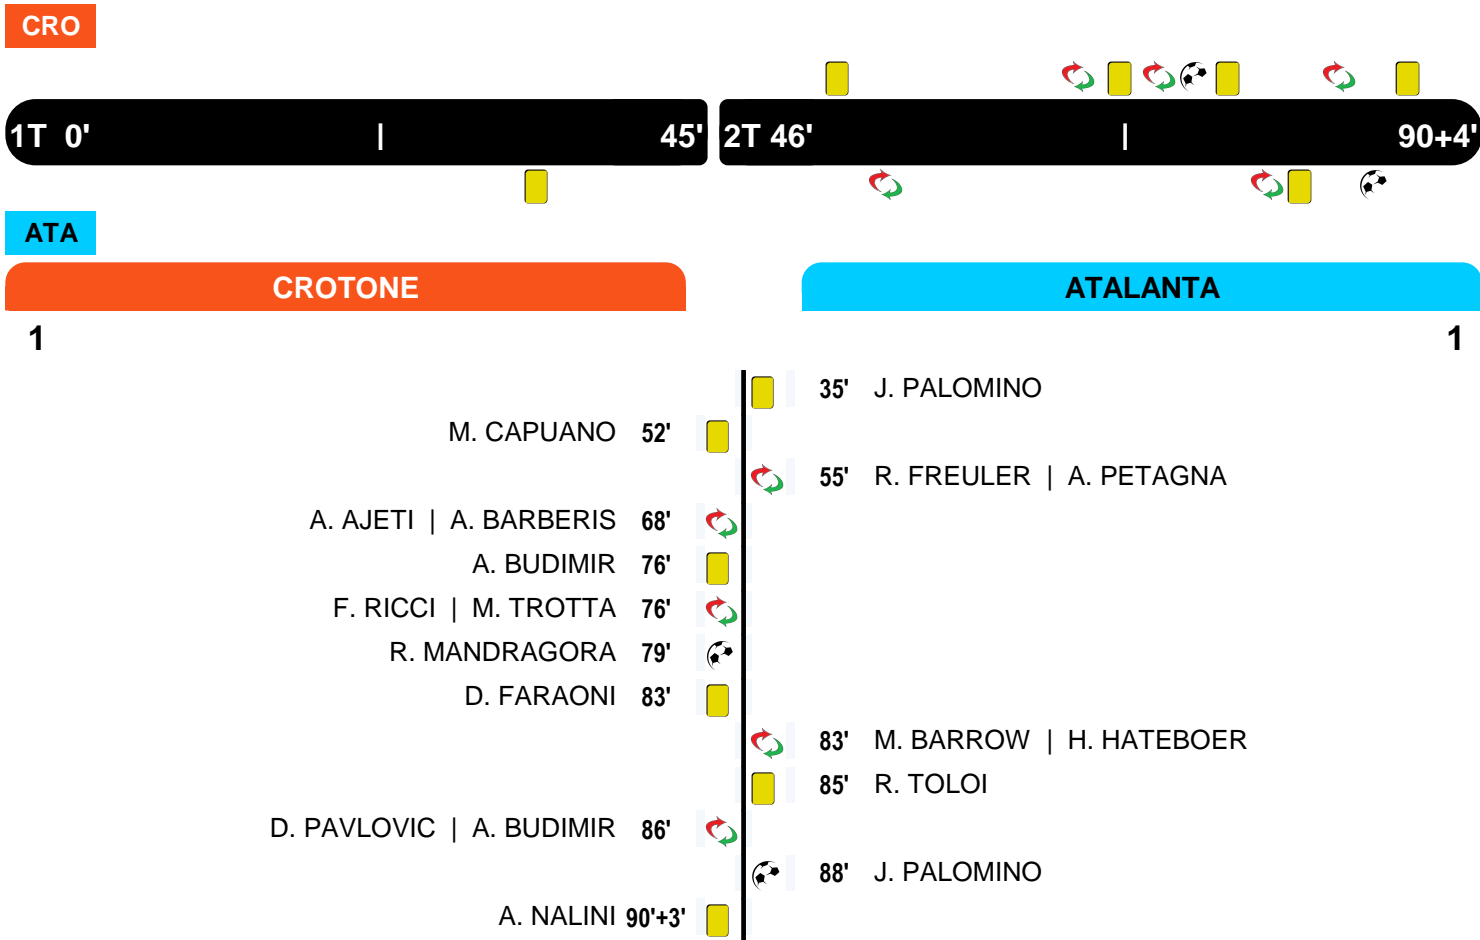 CRO
1T 0' | 45' 2T 46' | 90+4'
ATA
CROTONE ATALANTA
1 1
35' J. PALOMINO
M. CAPUANO 52'
55' R. FREULER | A. PETAGNA
A. AJETI | A. BARBERIS 68'
A. BUDIMIR 76'
F. RICCI | M. TROTTA 76'
R. MANDRAGORA 79'
D. FARAONI 83'
83' M. BARROW | H. HATEBOER
85' R. TOLOI
D. PAVLOVIC | A. BUDIMIR 86'
88' J. PALOMINO
A. NALINI 90'+3'